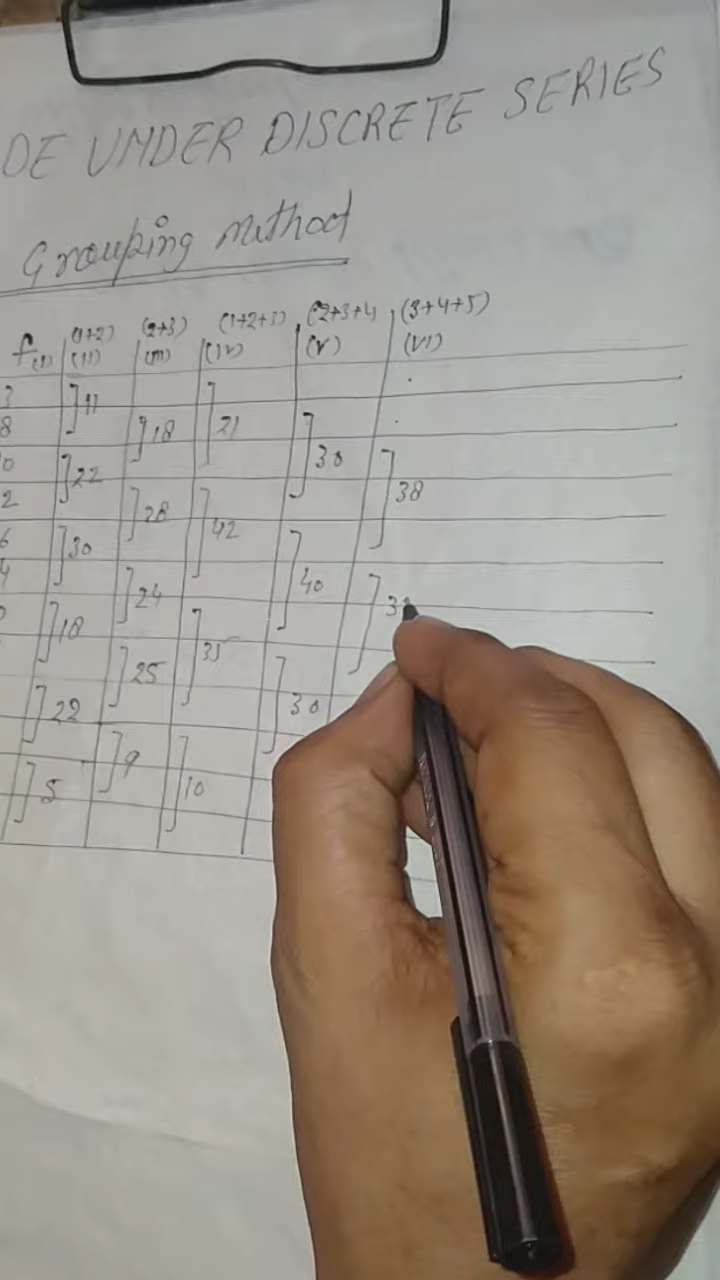 DE UNDER DISCRETE SERIES
Grouping method
f(I) (1+2) (II) (2+3) (III) (1+2+3) (IV) (2+3+4) (V) (3+4+5) (VI)
3 ]11
8 ]18 ]21
0 ]22 ]30
2 ]28 ]38
6 ]30 ]42
4 ]24 ]40
0 ]18 ]35
]25
]22 ]30
]9
]5 ]10